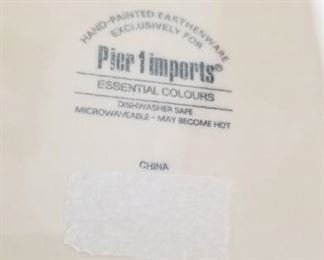 HAND-PAINTED EARTHENWARE
EXCLUSIVELY FOR
Pier 1 imports®
ESSENTIAL COLOURS
DISHWASHER SAFE
MICROWAVEABLE - MAY BECOME HOT
CHINA